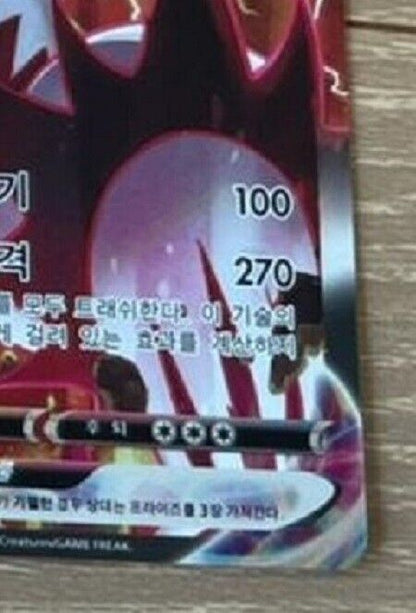 기 100
격 270
를 모두 트래쉬한다. 이 기술의
게 걸려 있는 효과를 계산하지
후퇴
가 기절한 경우 상대는 프라이즈를 3장 가져간다
Creatures/GAME FREAK.